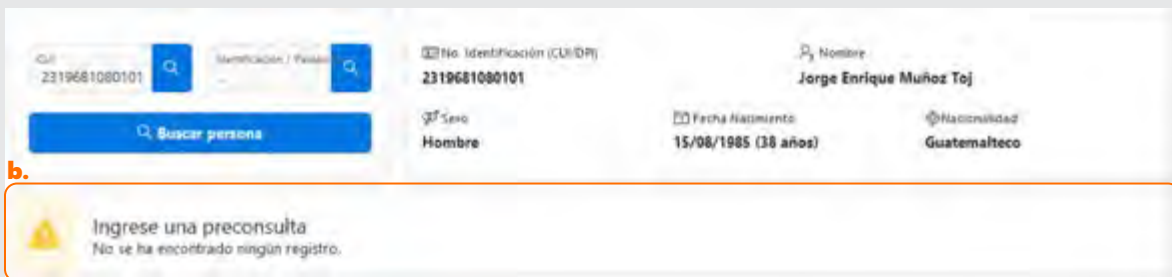 CUI
2319681080101
Identificación / Pasaporte
Buscar persona
No. Identificación (CUI/DPI)
2319681080101
Nombre
Jorge Enrique Muñoz Toj
Sexo
Hombre
Fecha Nacimiento
15/08/1985 (38 años)
Nacionalidad
Guatemalteco
b.
Ingrese una preconsulta
No se ha encontrado ningún registro.